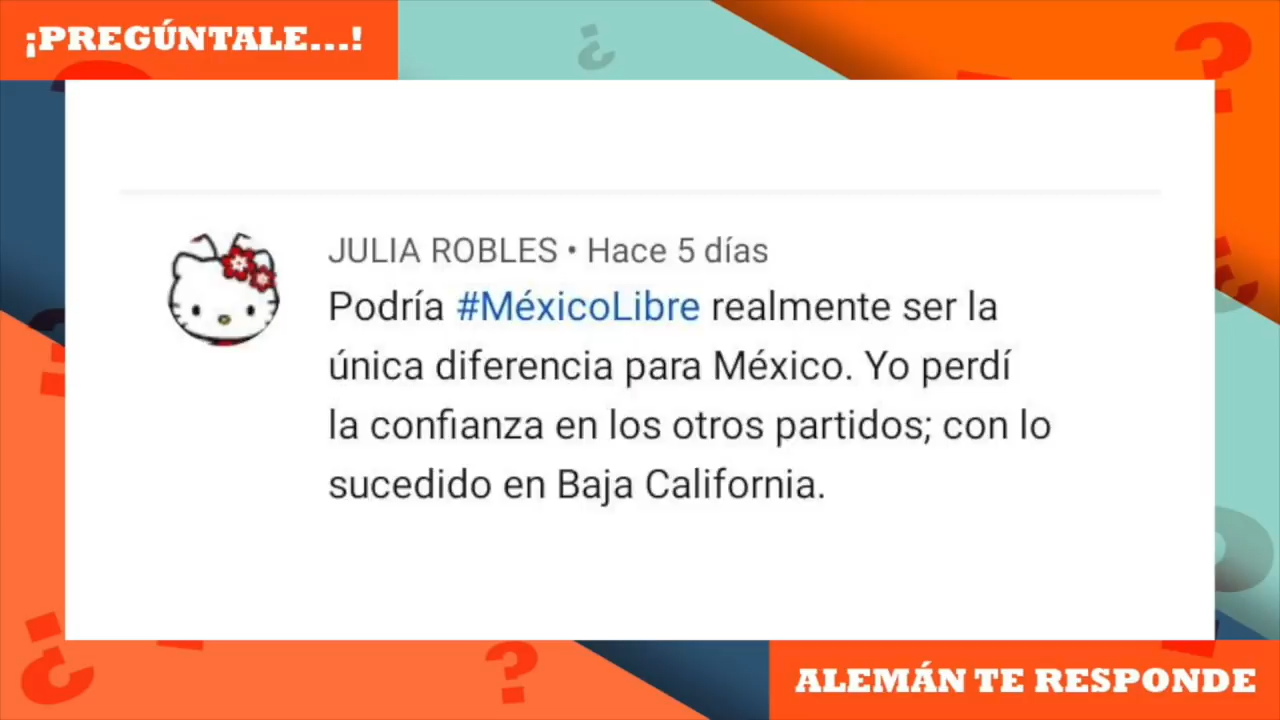 ¡PREGÚNTALE...!
JULIA ROBLES • Hace 5 días
Podría #MéxicoLibre realmente ser la
única diferencia para México. Yo perdí
la confianza en los otros partidos; con lo
sucedido en Baja California.
ALEMÁN TE RESPONDE